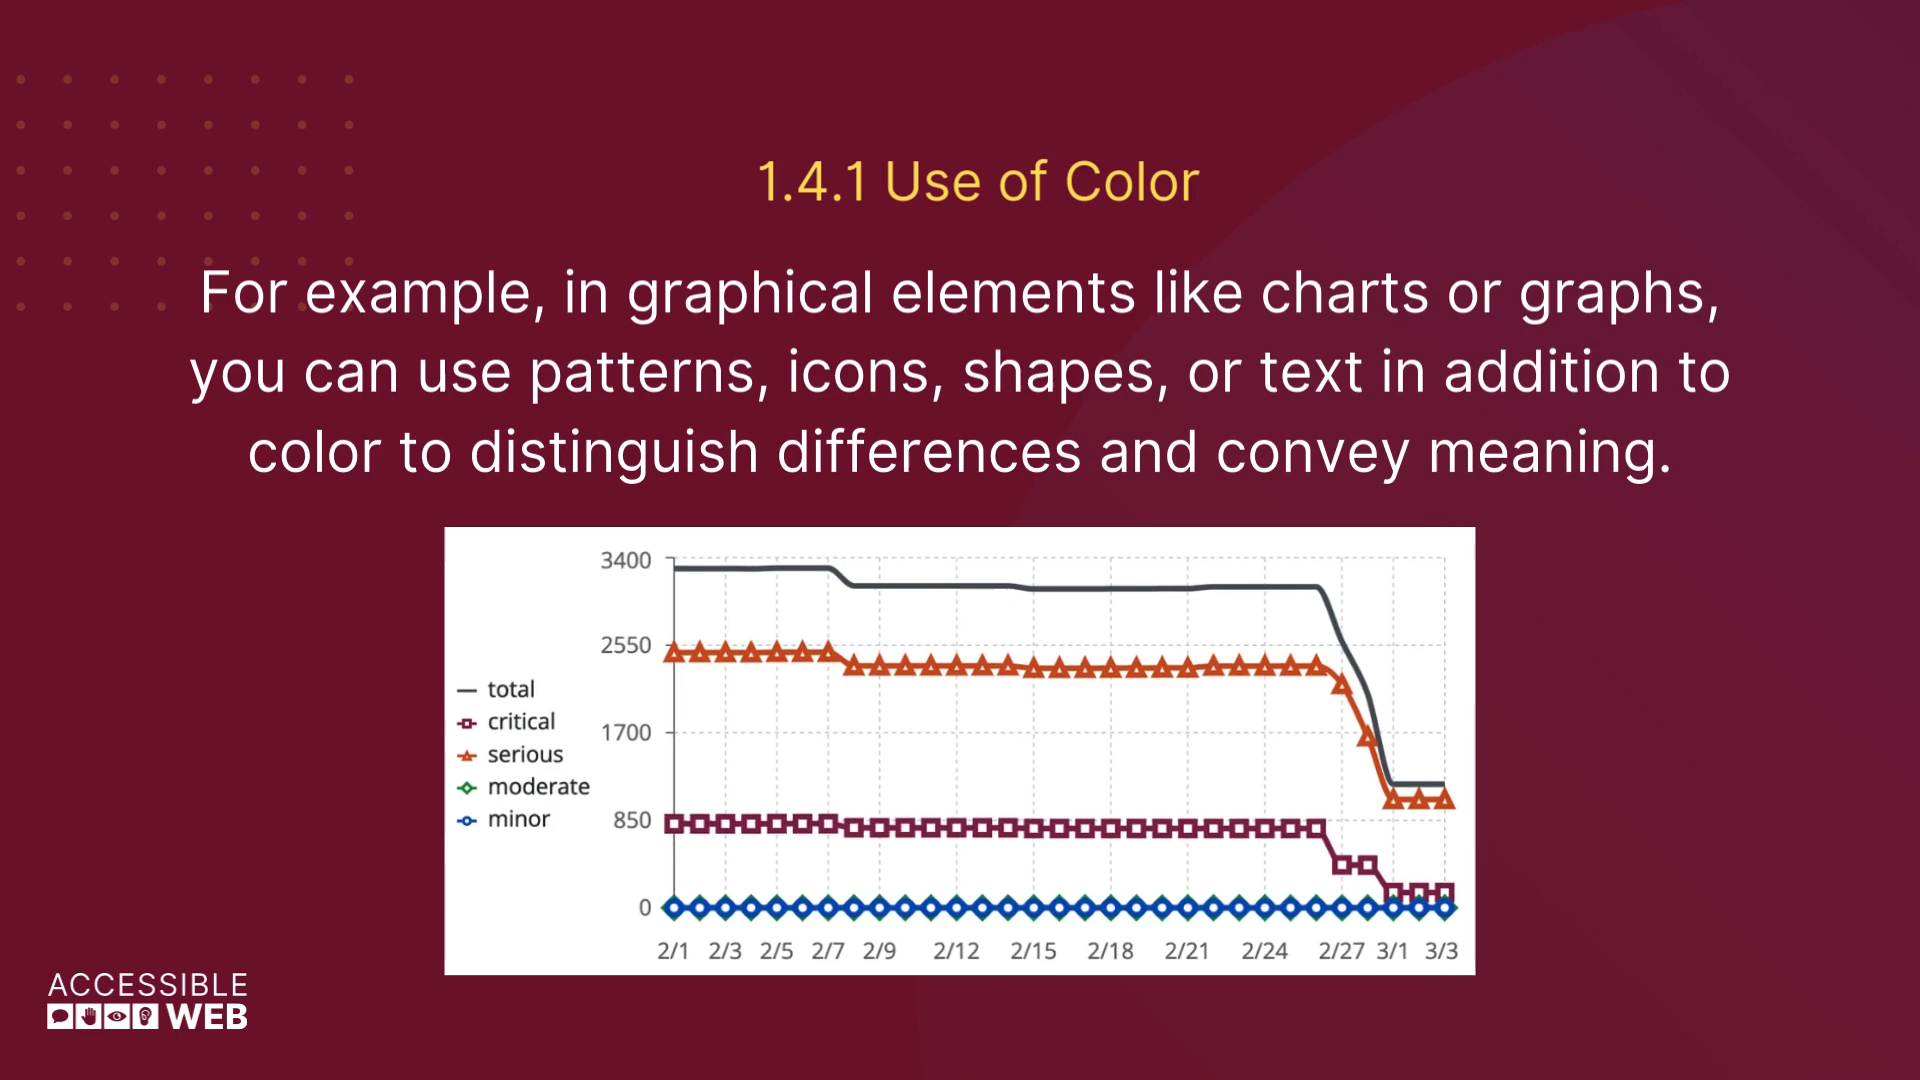 1.4.1 Use of Color
For example, in graphical elements like charts or graphs,
you can use patterns, icons, shapes, or text in addition to
color to distinguish differences and convey meaning.
total
critical
serious
moderate
minor
3400
2550
1700
850
0
2/1 2/3 2/5 2/7 2/9 2/12 2/15 2/18 2/21 2/24 2/27 3/1 3/3
ACCESSIBLE
WEB